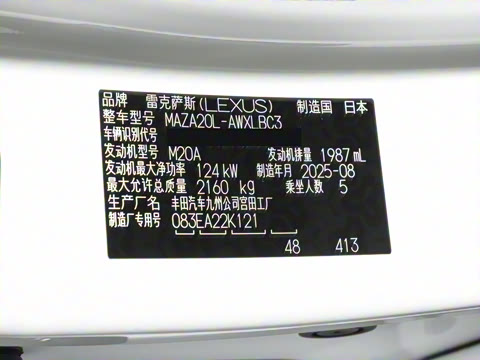 品牌 雷克萨斯(LEXUS) 制造国 日本
整车型号 MAZA20L-AWXLBC3
车辆识别代号
发动机型号 M20A 发动机排量 1987 mL
发动机最大净功率 124 kW 制造年月 2025-08
最大允许总质量 2160 kg 乘坐人数 5
生产厂名 丰田汽车九州公司宫田工厂
制造厂专用号 083EA22K121
48 413